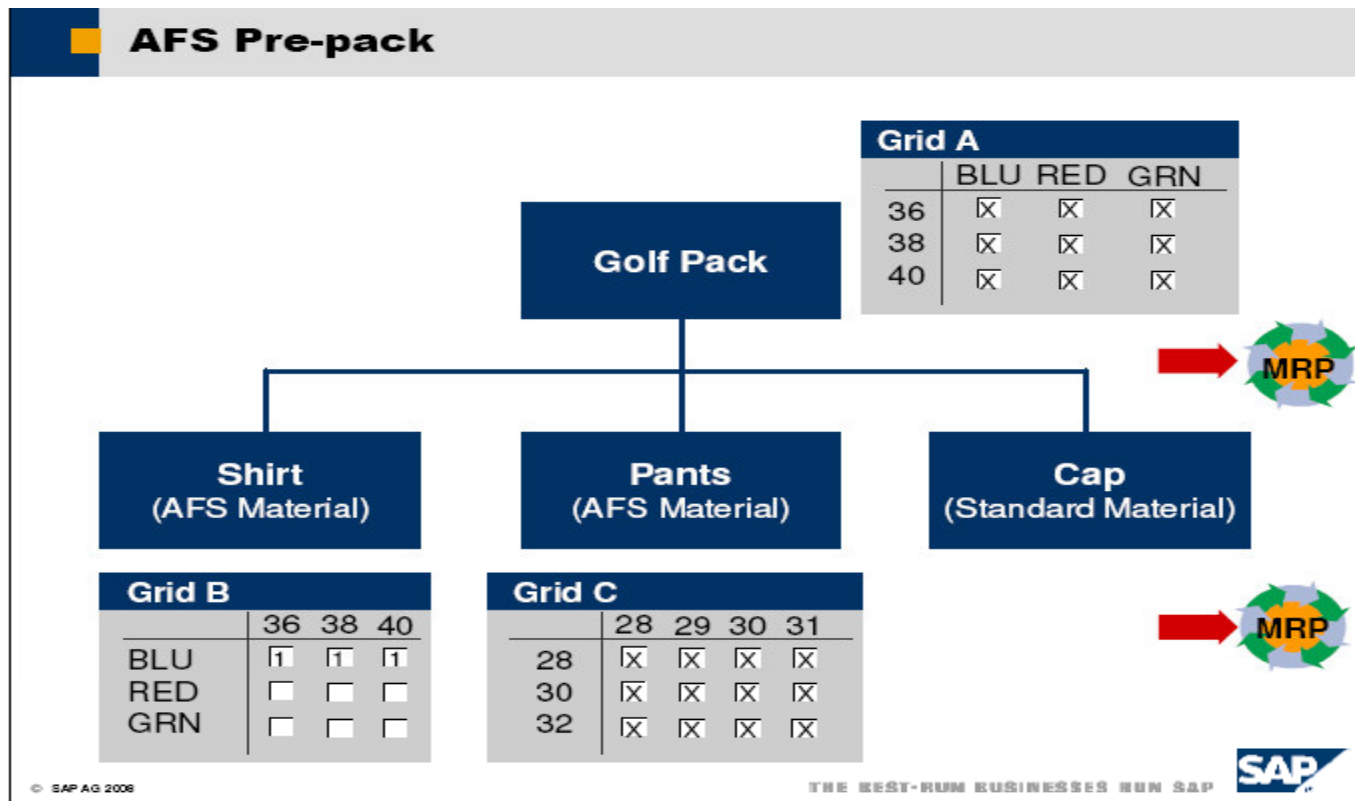 AFS Pre-pack
Grid A
BLU RED GRN
36 X X X
38 X X X
40 X X X
Golf Pack
MRP
Shirt
(AFS Material)
Pants
(AFS Material)
Cap
(Standard Material)
Grid B
36 38 40
BLU 1 1 1
RED
GRN
Grid C
28 29 30 31
28 X X X X
30 X X X X
32 X X X X
MRP
© SAP AG 2008
THE BEST-RUN BUSINESSES RUN SAP
SAP